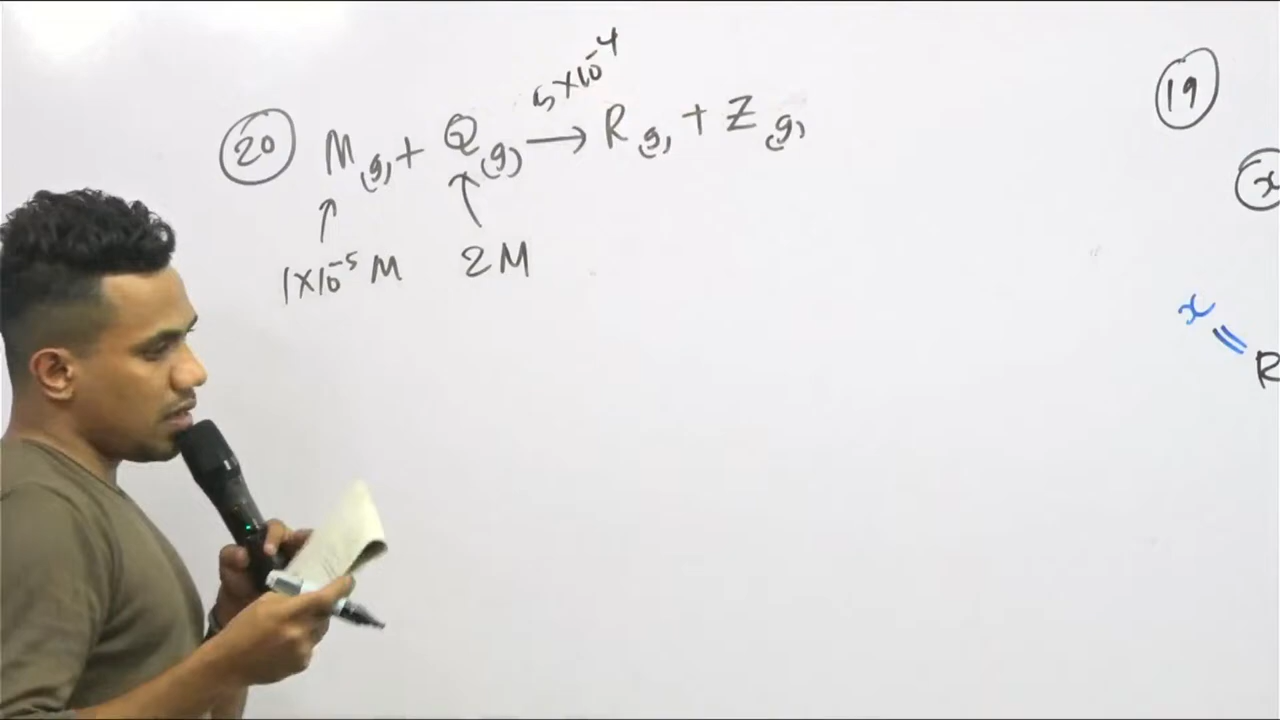 5×10⁻⁴
20 M(g) + Q(g) → R(g) + Z(g)
↑ ↑
1×10⁻⁵ M 2M
19
x
x
=
R